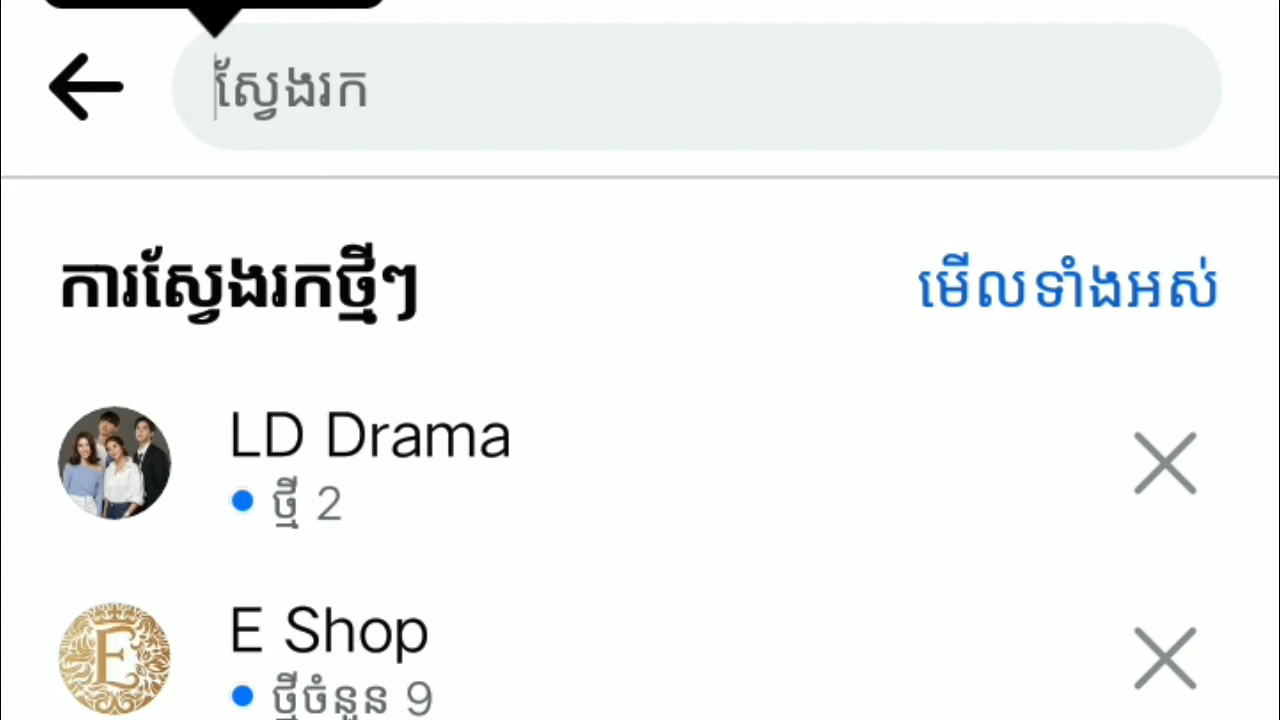 ស្វែងរក
ការស្វែងរកថ្មីៗ
មើលទាំងអស់
LD Drama
ថ្មី 2
E
E Shop
ថ្មីចំនួន 9